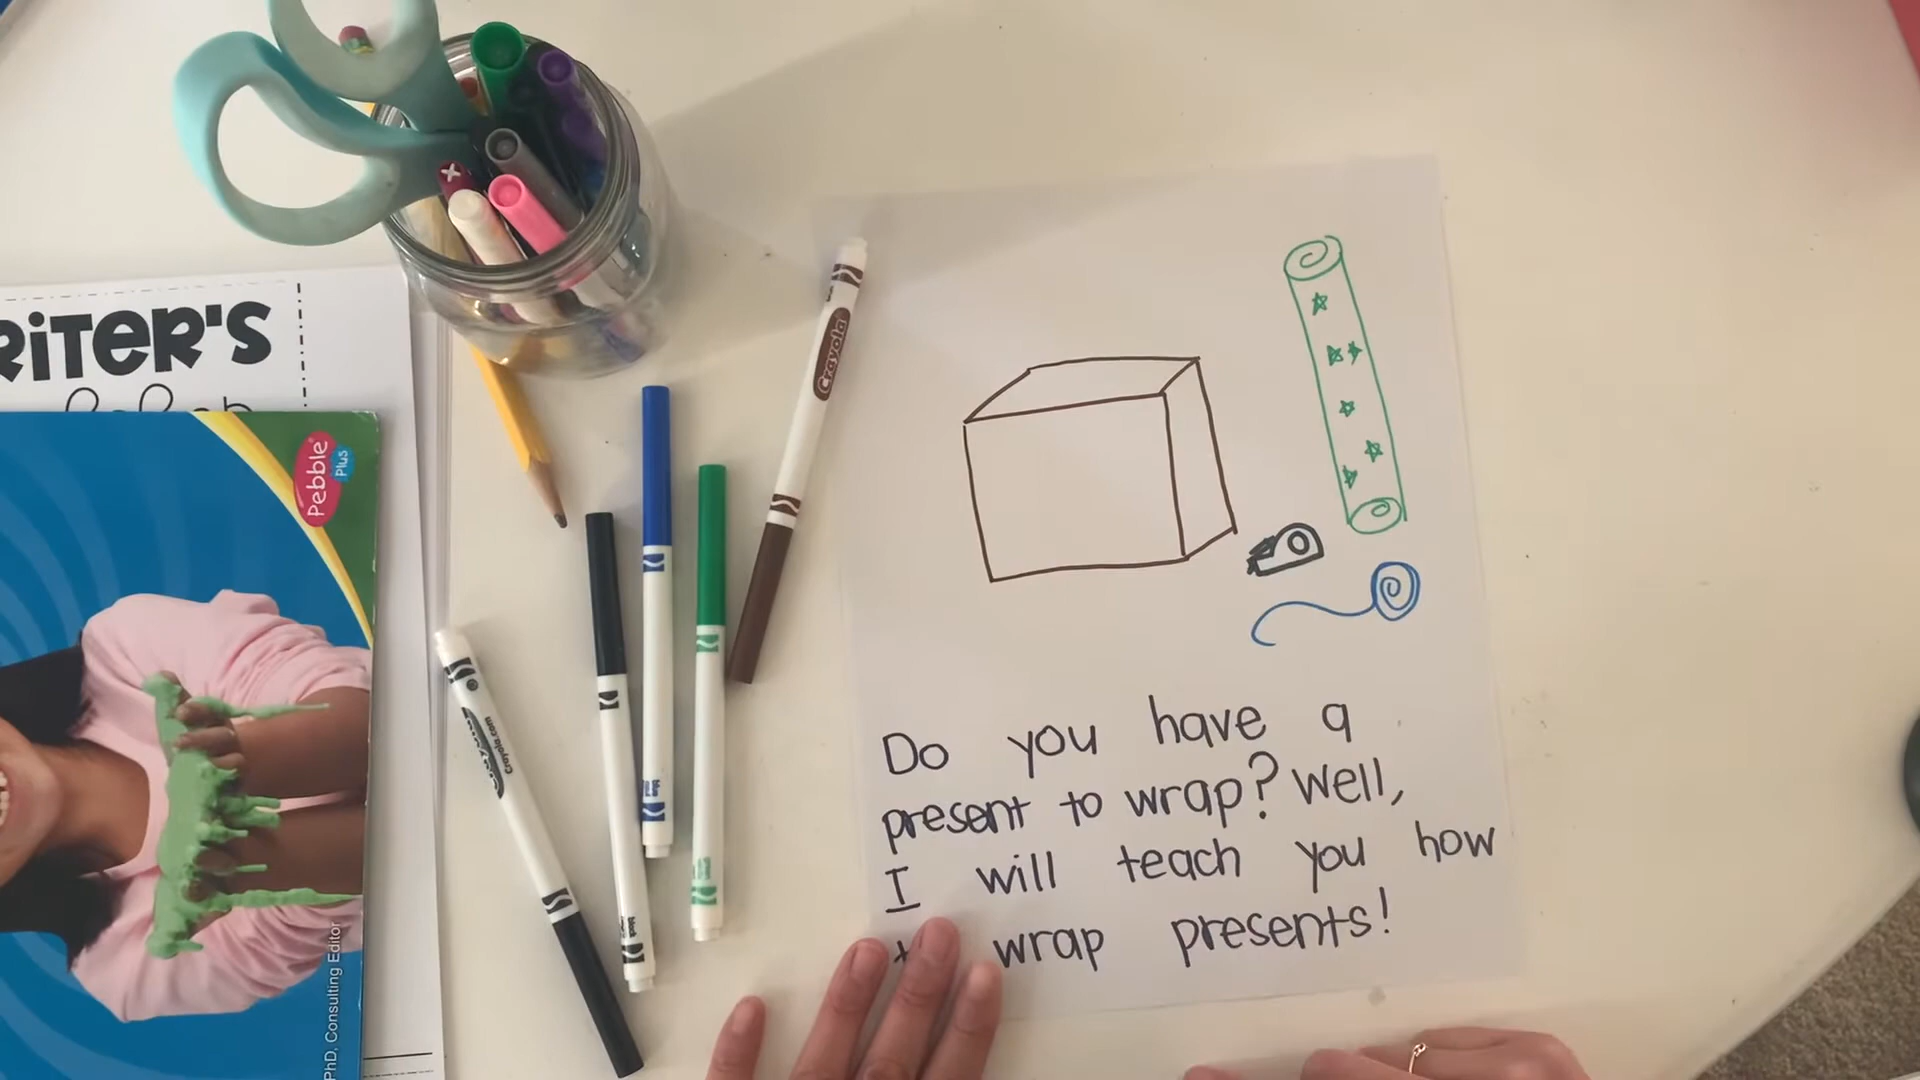 RITER'S
Pebble
Plus
PhD, Consulting Editor
Crayola
Crayola.com
Do you have a
present to wrap? Well,
I will teach you how
wrap presents!